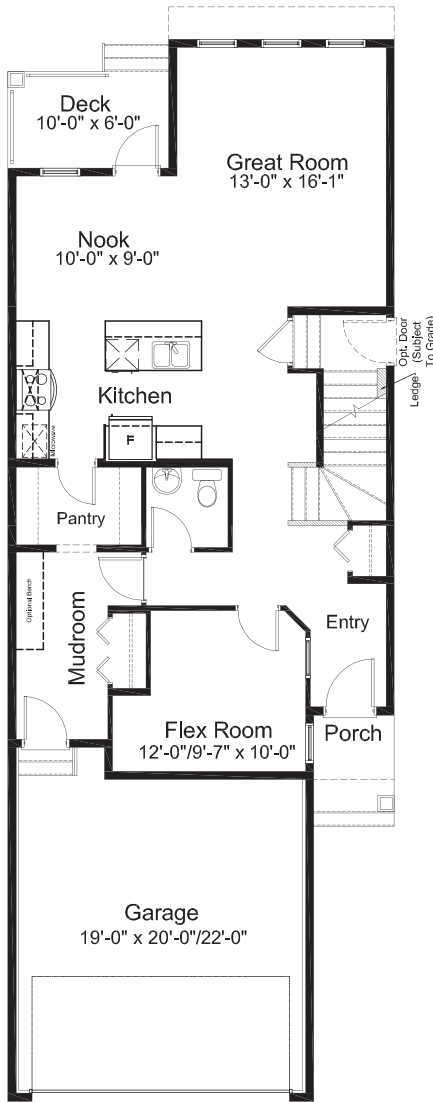 Deck
10'-0" x 6'-0"
Great Room
13'-0" x 16'-1"
Nook
10'-0" x 9'-0"
Opt. Door
(Subject
To Grade)
Ledge
Kitchen
Microwave
F
Pantry
Optional Bench
Mudroom
Entry
Flex Room
12'-0"/9'-7" x 10'-0"
Porch
Garage
19'-0" x 20'-0"/22'-0"